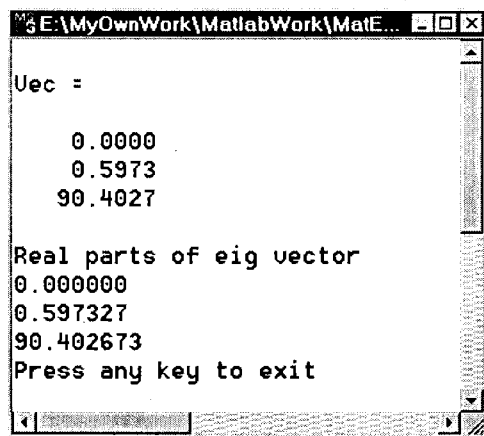 E:\MyOwnWork\MatlabWork\MatE...
Vec =
0.0000
0.5973
90.4027
Real parts of eig vector
0.000000
0.597327
90.402673
Press any key to exit